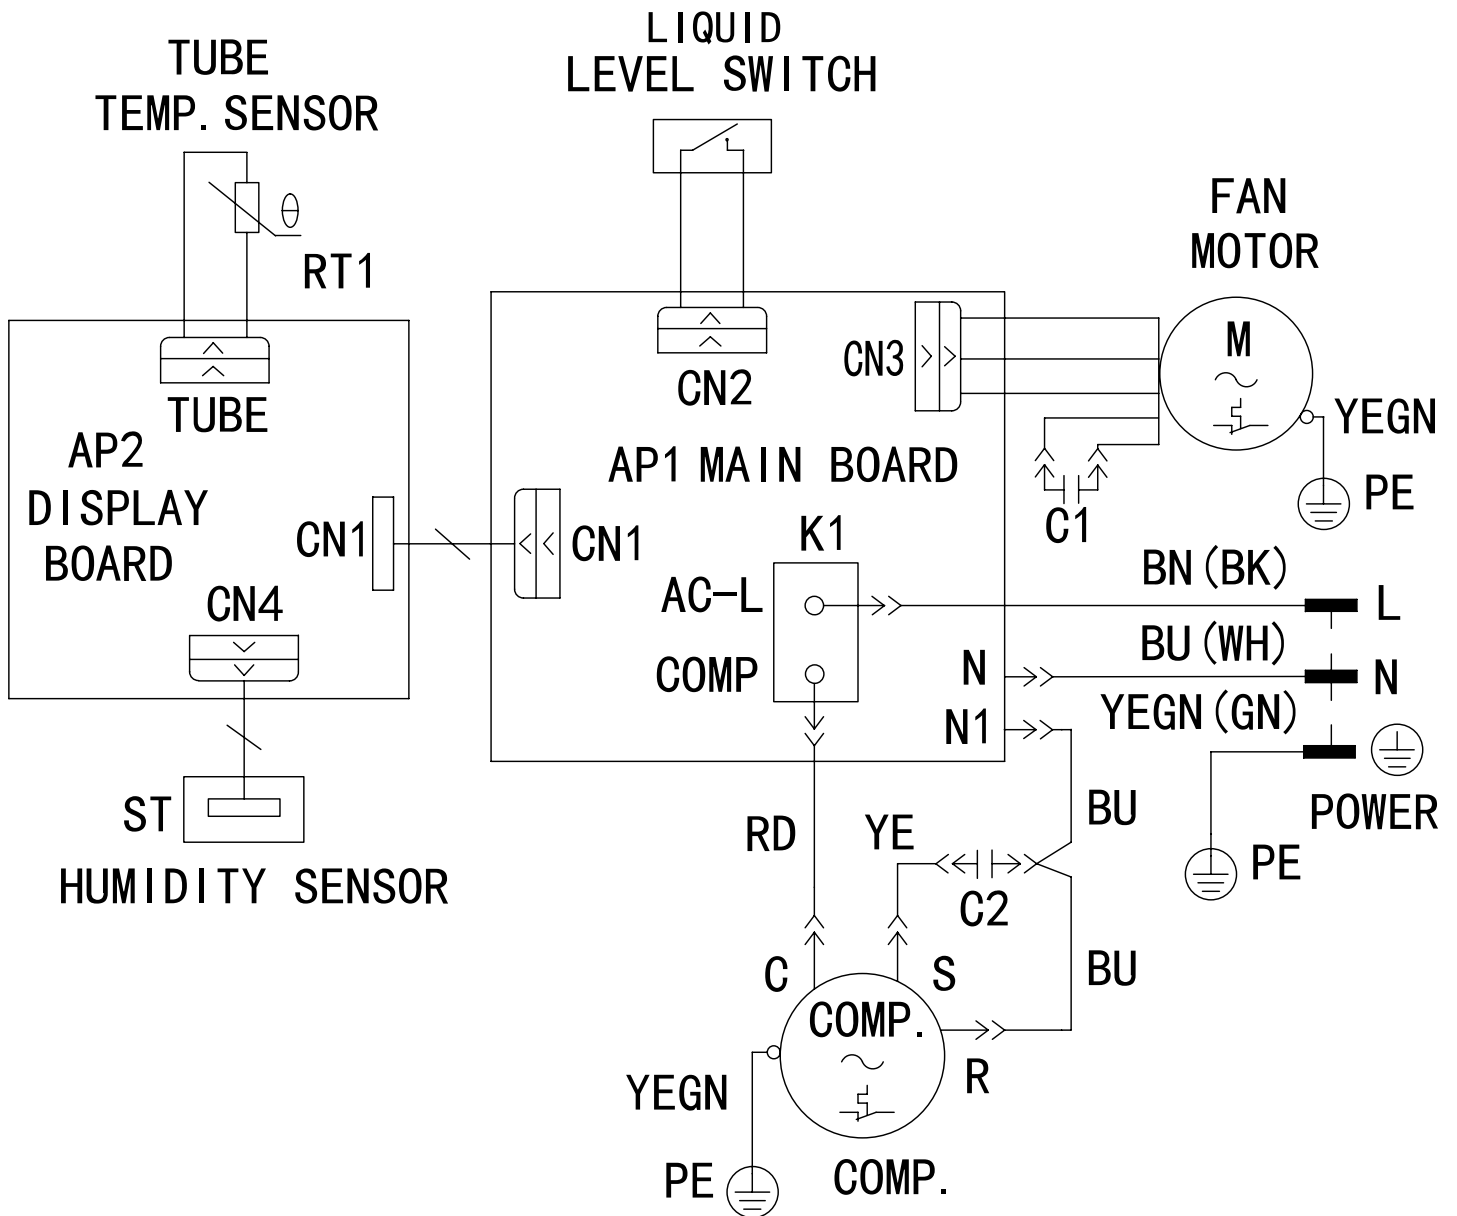 TUBE
TEMP. SENSOR
θ
RT1
LIQUID
LEVEL SWITCH
FAN
MOTOR
M
YEGN
PE
TUBE
CN2
CN3
AP2
DISPLAY
BOARD
AP1 MAIN BOARD
C1
CN1
CN1
K1
CN4
AC-L
COMP
BN(BK)
L
N
BU(WH)
N
N1
YEGN(GN)
POWER
PE
ST
HUMIDITY SENSOR
RD
YE
BU
C2
BU
C
S
COMP.
R
YEGN
PE
COMP.